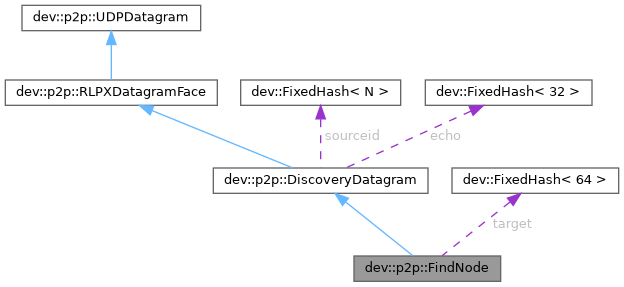 dev::p2p::UDPDatagram
dev::p2p::RLPXDatagramFace
dev::FixedHash< N >
dev::FixedHash< 32 >
sourceid
echo
dev::p2p::DiscoveryDatagram
dev::FixedHash< 64 >
target
dev::p2p::FindNode